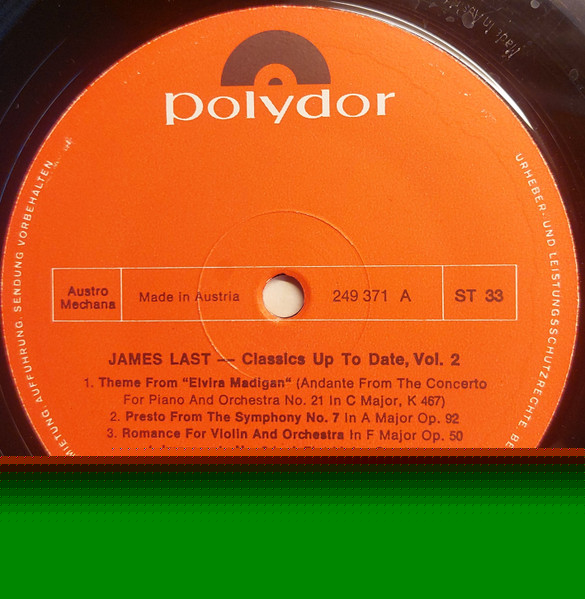 polydor
Austro
Mechana
Made in Austria
249 371 A
ST 33
JAMES LAST — Classics Up To Date, Vol. 2
1. Theme From "Elvira Madigan" (Andante From The Concerto
For Piano And Orchestra No. 21 In C Major, K 467)
2. Presto From The Symphony No. 7 In A Major Op. 92
3. Romance For Violin And Orchestra In F Major Op. 50
MIETUNG, AUFFÜHRUNG, SENDUNG VORBEHALTEN
URHEBER- UND LEISTUNGSSCHUTZRECHTE, BE